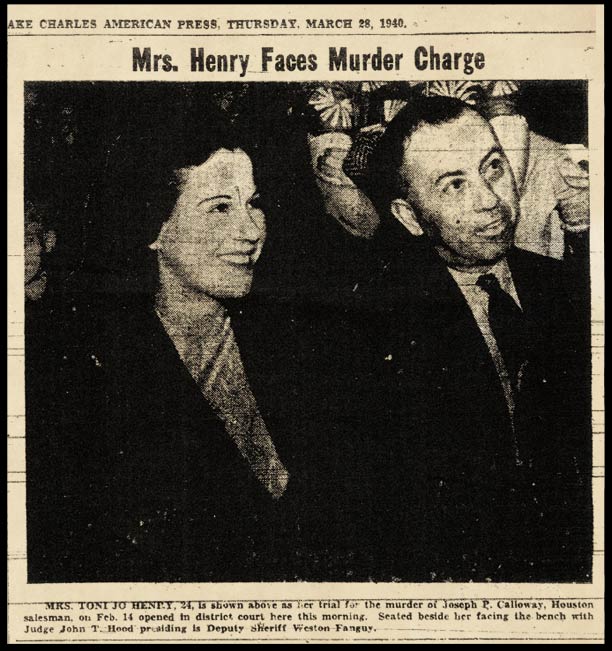 AKE CHARLES AMERICAN PRESS, THURSDAY, MARCH 28, 1940.
Mrs. Henry Faces Murder Charge
MRS. TONI JO HENRY, 24, is shown above as her trial for the murder of Joseph P. Calloway, Houston
salesman, on Feb. 14 opened in district court here this morning. Seated beside her facing the bench with
Judge John T. Hood presiding is Deputy Sheriff Weston Fanguy.